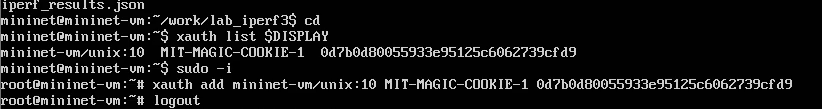 iperf_results.json
mininet@mininet-vm:~/work/lab_iperf3$ cd
mininet@mininet-vm:~$ xauth list $DISPLAY
mininet-vm/unix:10  MIT-MAGIC-COOKIE-1  0d7b0d80055933e95125c6062739cfd9
mininet@mininet-vm:~$ sudo -i
root@mininet-vm:~# xauth add mininet-vm/unix:10 MIT-MAGIC-COOKIE-1 0d7b0d80055933e95125c6062739cfd9
root@mininet-vm:~# logout